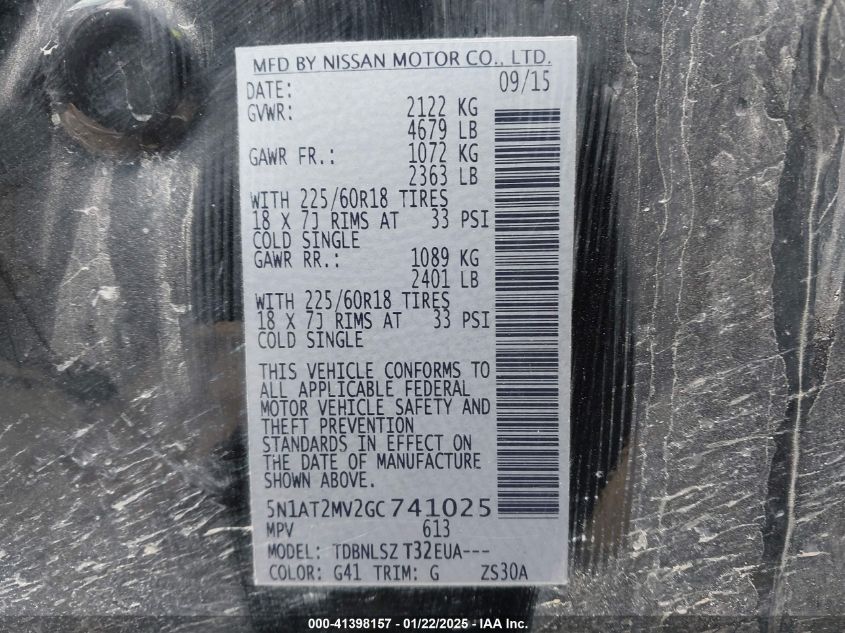 MFD BY NISSAN MOTOR CO., LTD.
DATE: 09/15
GVWR: 2122 KG
4679 LB
GAWR FR.: 1072 KG
2363 LB
WITH 225/60R18 TIRES
18 X 7J RIMS AT 33 PSI
COLD SINGLE
GAWR RR.: 1089 KG
2401 LB
WITH 225/60R18 TIRES
18 X 7J RIMS AT 33 PSI
COLD SINGLE
THIS VEHICLE CONFORMS TO
ALL APPLICABLE FEDERAL
MOTOR VEHICLE SAFETY AND
THEFT PREVENTION
STANDARDS IN EFFECT ON
THE DATE OF MANUFACTURE
SHOWN ABOVE.
5N1AT2MV2GC741025
MPV 613
MODEL: TDBNLSZ T32EUA---
COLOR: G41 TRIM: G ZS30A
000-41398157 - 01/22/2025 - IAA Inc.